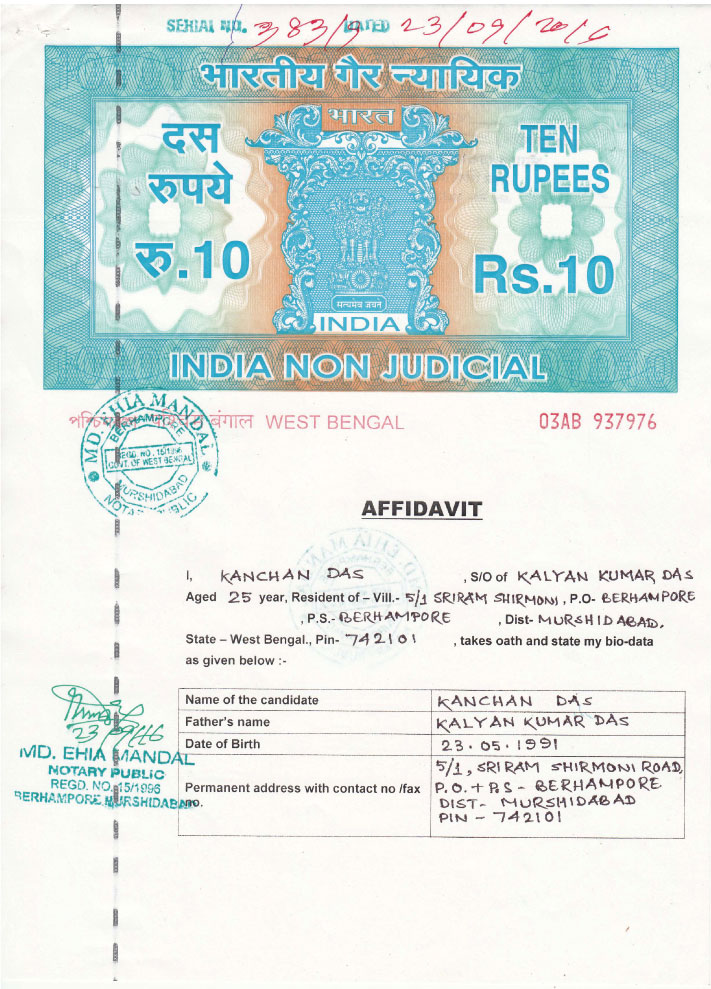 SERIAL NO. 383/9 DATED 23/09/2016
भारतीय गैर न्यायिक
भारत
दस
रुपये
रु.10
TEN
RUPEES
Rs.10
सत्यमेव जयते
INDIA
INDIA NON JUDICIAL
बंगाल WEST BENGAL 03AB 937976
MD. EHIA MANDAL
BERHAMPORE
REGD. NO. 15/1996
GOVT. OF WEST BENGAL
MURSHIDABAD
NOTARY PUBLIC
AFFIDAVIT
I, KANCHAN DAS , S/O of KALYAN KUMAR DAS
Aged 25 year, Resident of – Vill.- 5/1 SRIRAM SHIRMONI, P.O- BERHAMPORE
, P.S.- BERHAMPORE , Dist- MURSHIDABAD.
State – West Bengal., Pin- 742101 , takes oath and state my bio-data
as given below :-
Name of the candidate KANCHAN DAS
Father's name KALYAN KUMAR DAS
Date of Birth 23.05.1991
Permanent address with contact no /fax no. 5/1, SRIRAM SHIRMONI ROAD,
P.O. + P.S - BERHAMPORE
DIST- MURSHIDABAD
PIN – 742101
23/09/16
MD. EHIA MANDAL
NOTARY PUBLIC
REGD. NO. 15/1996
BERHAMPORE MURSHIDABAD